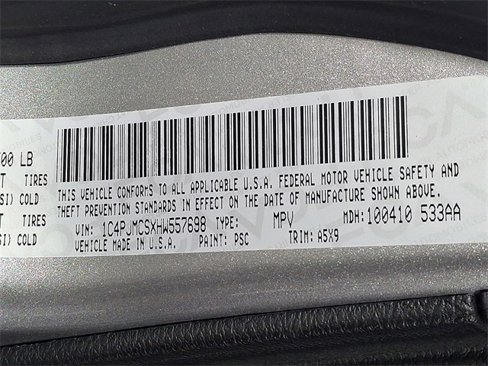 700 LB
TIRES
SI) COLD
TIRES
SI) COLD
THIS VEHICLE CONFORMS TO ALL APPLICABLE U.S.A. FEDERAL MOTOR VEHICLE SAFETY AND
THEFT PREVENTION STANDARDS IN EFFECT ON THE DATE OF MANUFACTURE SHOWN ABOVE.
VIN: 1C4PJMCSXHW557698 TYPE: MPV MDH: 100410 533AA
VEHICLE MADE IN U.S.A. PAINT: PSC TRIM: A5X9